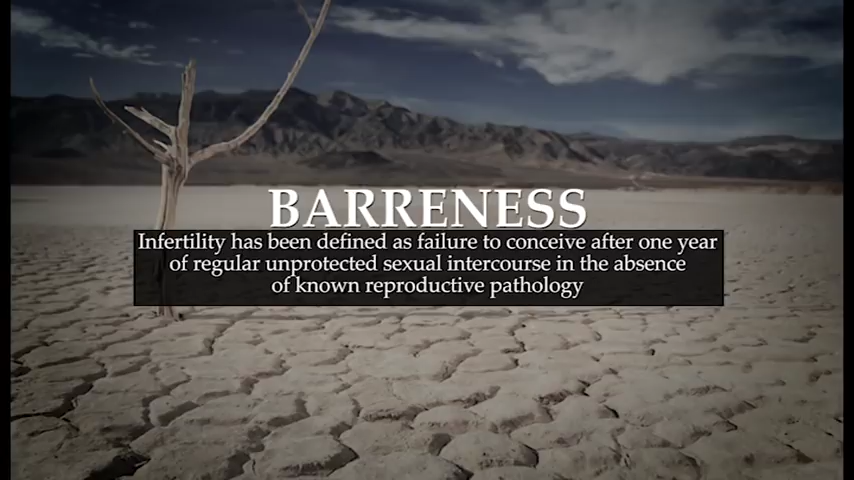 BARRENESS
Infertility has been defined as failure to conceive after one year
of regular unprotected sexual intercourse in the absence
of known reproductive pathology